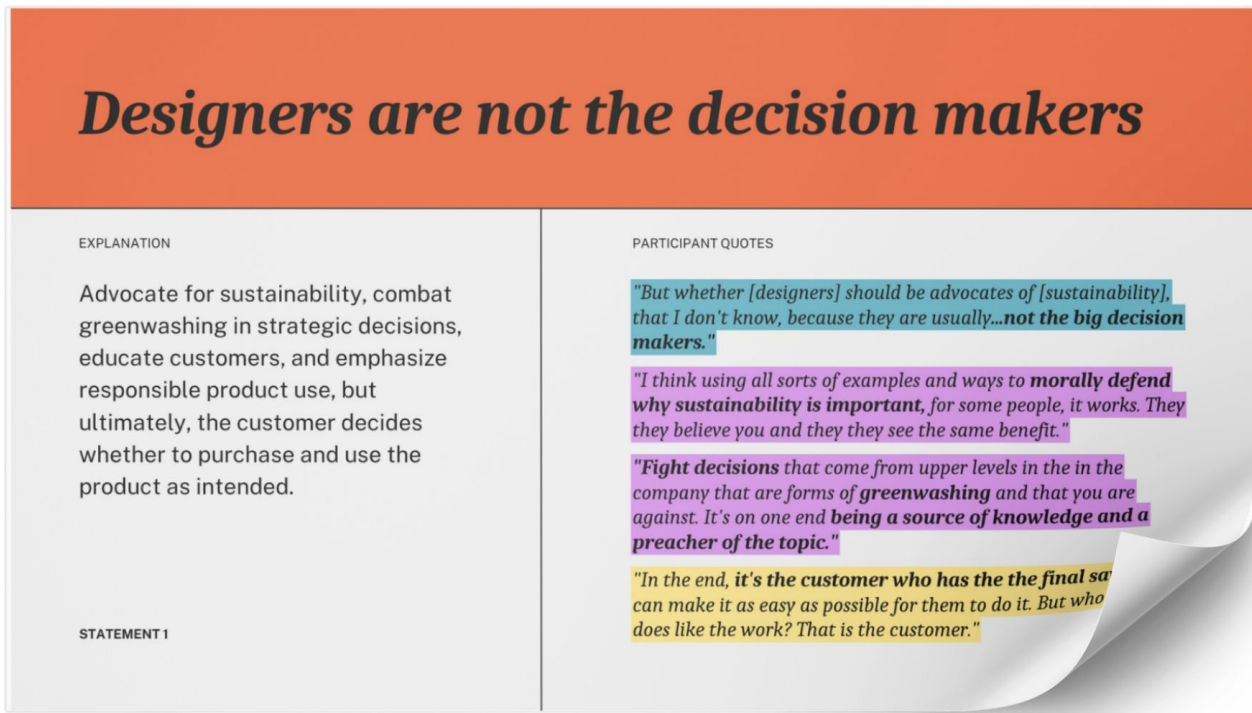 Designers are not the decision makers
EXPLANATION
Advocate for sustainability, combat
greenwashing in strategic decisions,
educate customers, and emphasize
responsible product use, but
ultimately, the customer decides
whether to purchase and use the
product as intended.
STATEMENT 1
PARTICIPANT QUOTES
"But whether [designers] should be advocates of [sustainability],
that I don't know, because they are usually...not the big decision
makers."
"I think using all sorts of examples and ways to morally defend
why sustainability is important, for some people, it works. They
they believe you and they they see the same benefit."
"Fight decisions that come from upper levels in the in the
company that are forms of greenwashing and that you are
against. It's on one end being a source of knowledge and a
preacher of the topic."
"In the end, it's the customer who has the the final
can make it as easy as possible for them to do it. But who
does like the work? That is the customer."